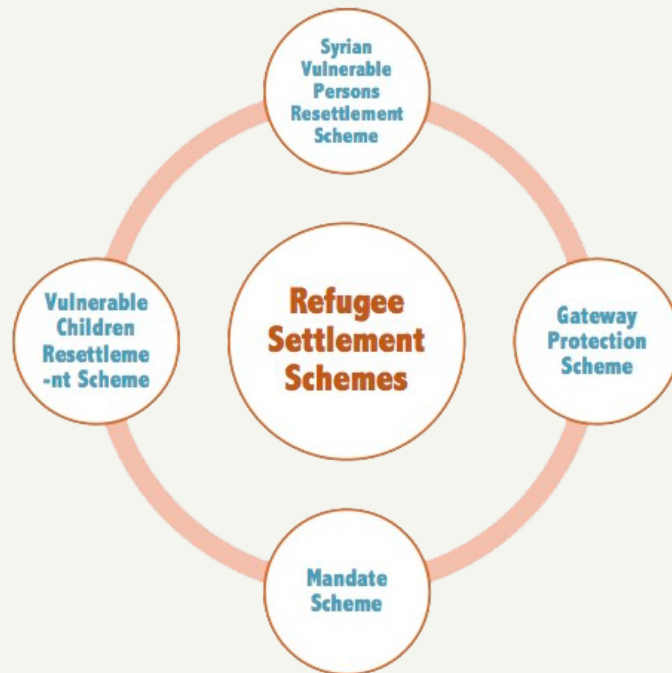 Syrian
Vulnerable
Persons
Resettlement
Scheme
Vulnerable
Children
Resettleme
-nt Scheme
Refugee
Settlement
Schemes
Gateway
Protection
Scheme
Mandate
Scheme